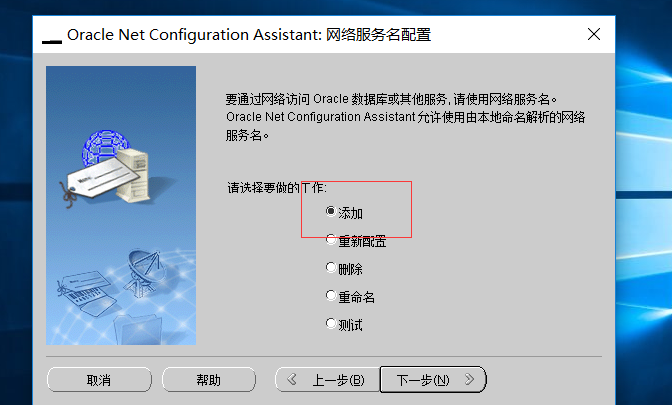 Oracle Net Configuration Assistant: 网络服务名配置
要通过网络访问 Oracle 数据库或其他服务, 请使用网络服务名。
Oracle Net Configuration Assistant 允许使用由本地命名解析的网络
服务名。
请选择要做的工作:
添加
重新配置
删除
重命名
测试
取消
帮助
上一步(B)
下一步(N)